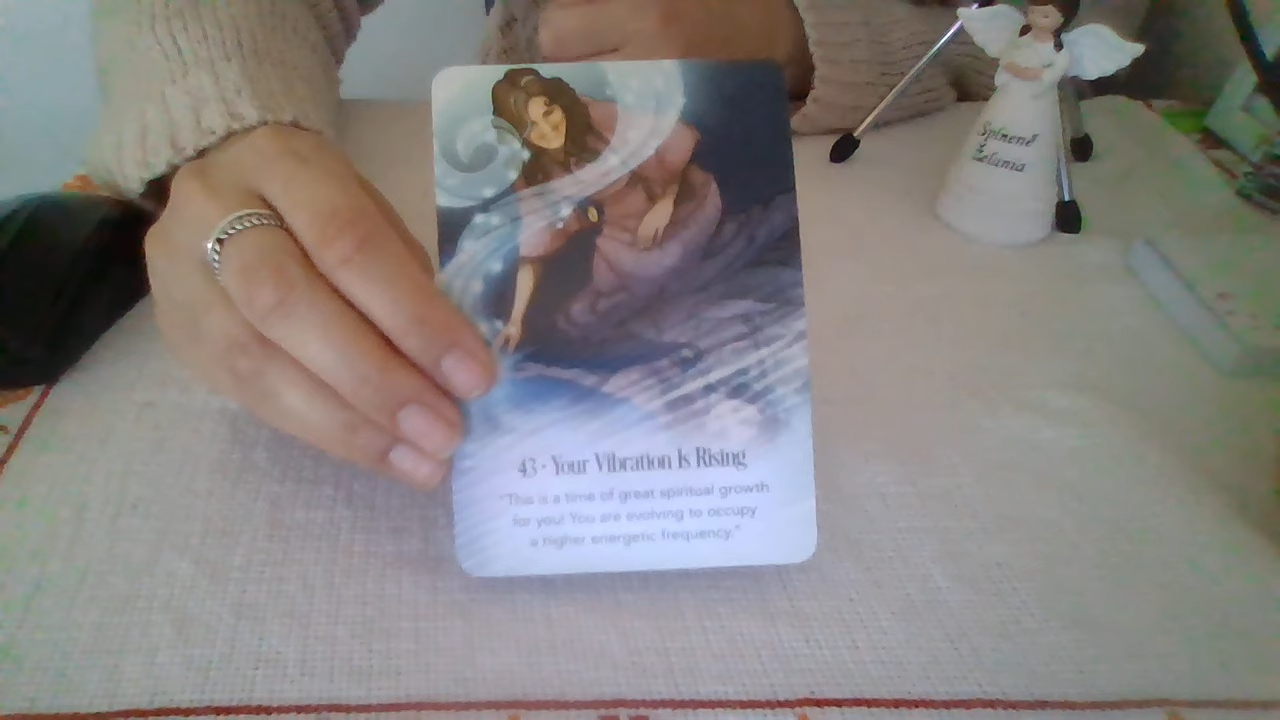 Splnené
želania
43 - Your Vibration Is Rising
"This is a time of great spiritual growth
for you! You are evolving to occupy
a higher energetic frequency."